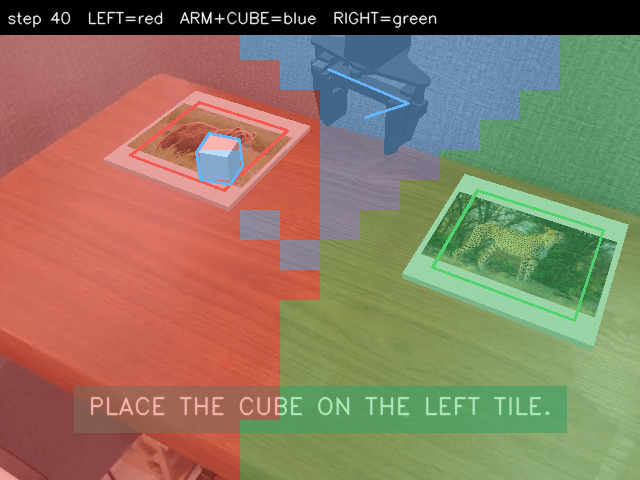 step 40 LEFT=red ARM+CUBE=blue RIGHT=green
PLACE THE CUBE ON THE LEFT TILE.